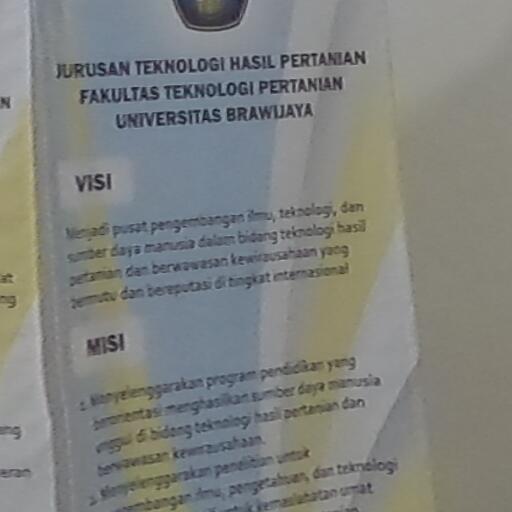 JURUSAN TEKNOLOGI HASIL PERTANIAN
FAKULTAS TEKNOLOGI PERTANIAN
UNIVERSITAS BRAWIJAYA
VISI
Menjadi pusat pengembangan ilmu, teknologi, dan
sumber daya manusia dalam bidang teknologi hasil
pertanian dan berwawasan kewirausahaan yang
bermutu dan bereputasi di tingkat internasional
MISI
1. Menyelenggarakan program pendidikan yang
berorientasi menghasilkan sumber daya manusia
unggul di bidang teknologi hasil pertanian dan
berwawasan kewirausahaan.
2. Menyelenggarakan penelitian untuk
pengembangan ilmu, pengetahuan, dan teknologi
untuk kemaslahatan umat